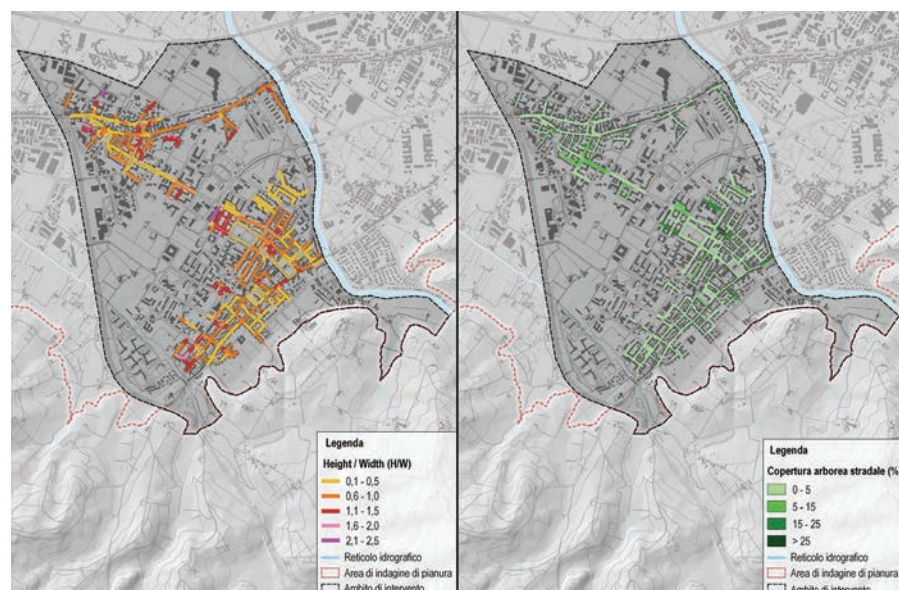 Legenda
Height / Width (H/W)
0,1 - 0,5
0,6 - 1,0
1,1 - 1,5
1,6 - 2,0
2,1 - 2,5
Reticolo idrografico
Area di indagine di pianura
Ambito di intervento
Legenda
Copertura arborea stradale (%
0 - 5
5 - 15
15 - 25
> 25
Reticolo idrografico
Area di indagine di pianura
Ambito di intervento